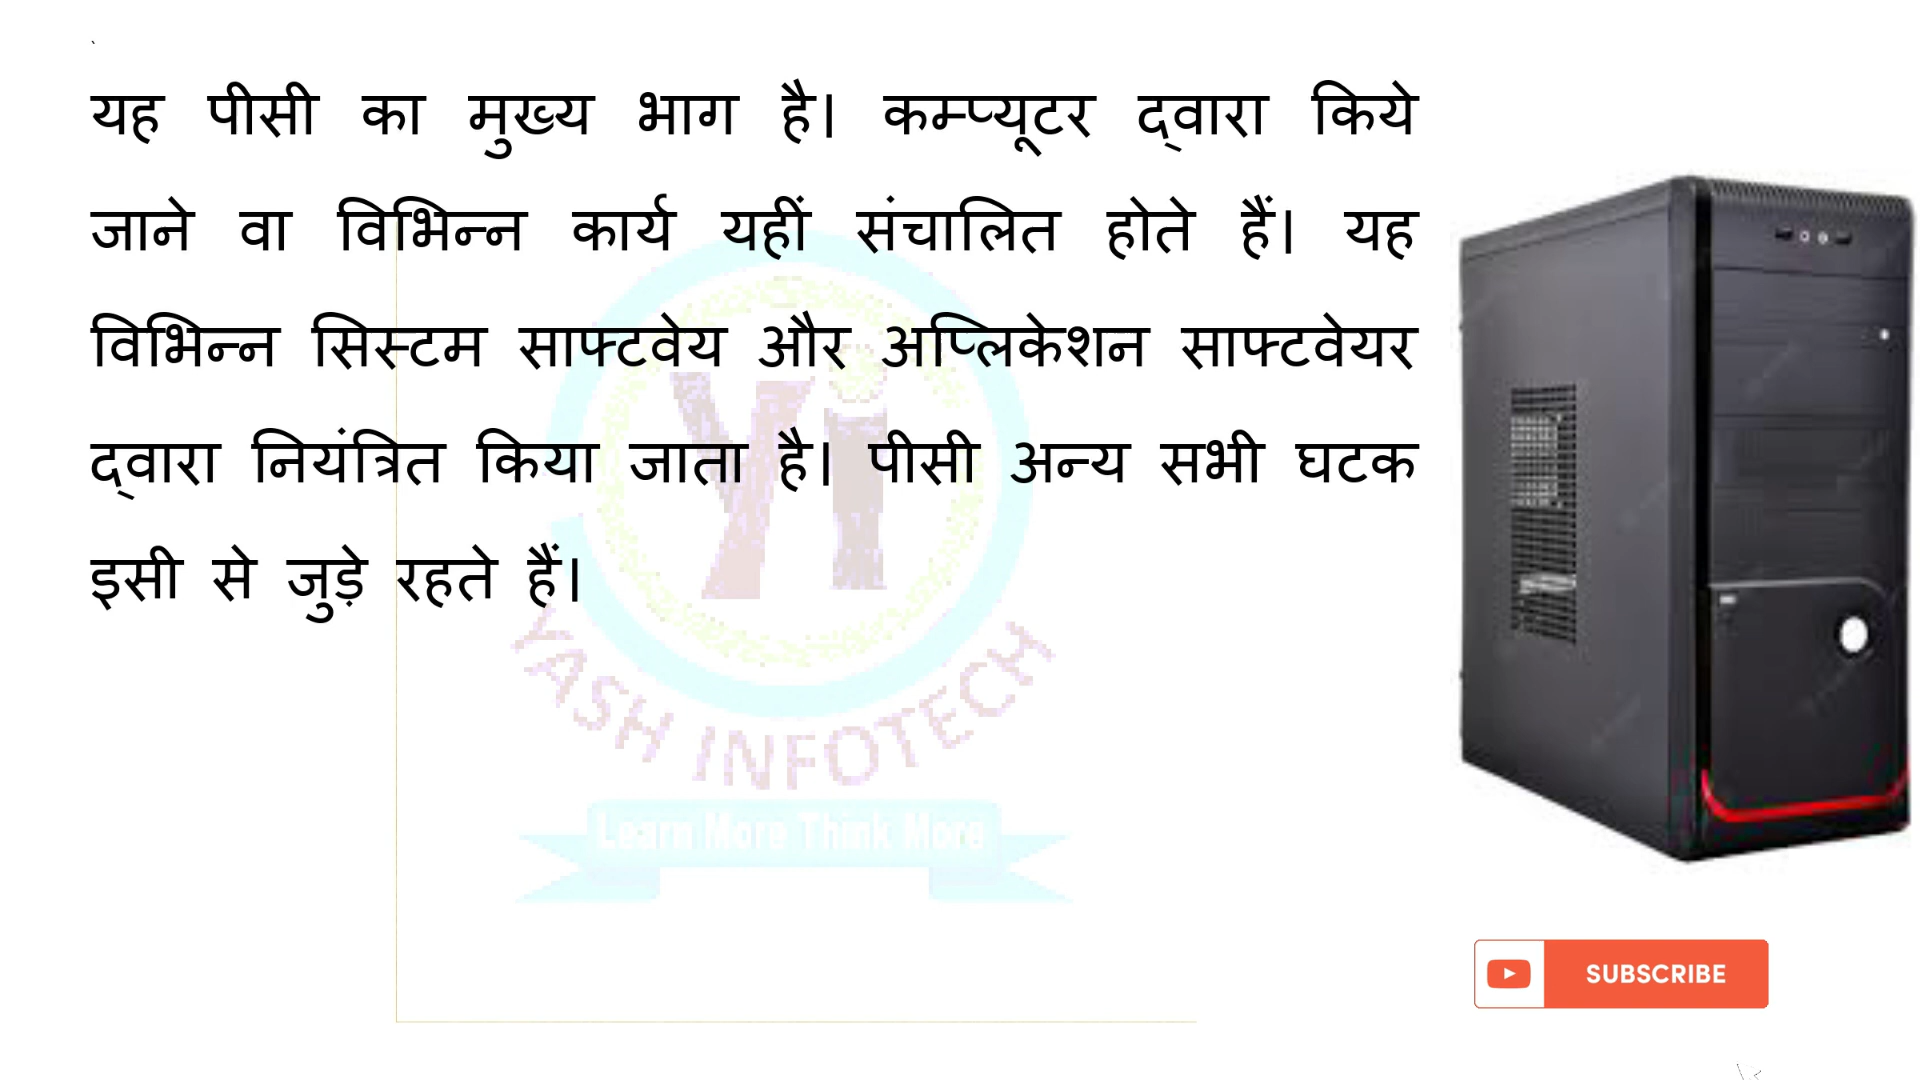 यह पीसी का मुख्य भाग है। कम्प्यूटर द्वारा किये
जाने वा विभिन्न कार्य यहीं संचालित होते हैं। यह
विभिन्न सिस्टम साफ्टवेय और अप्लिकेशन साफ्टवेयर
द्वारा नियंत्रित किया जाता है। पीसी अन्य सभी घटक
इसी से जुड़े रहते हैं।
Yi
YASH INFOTECH
Learn More Think More
SUBSCRIBE